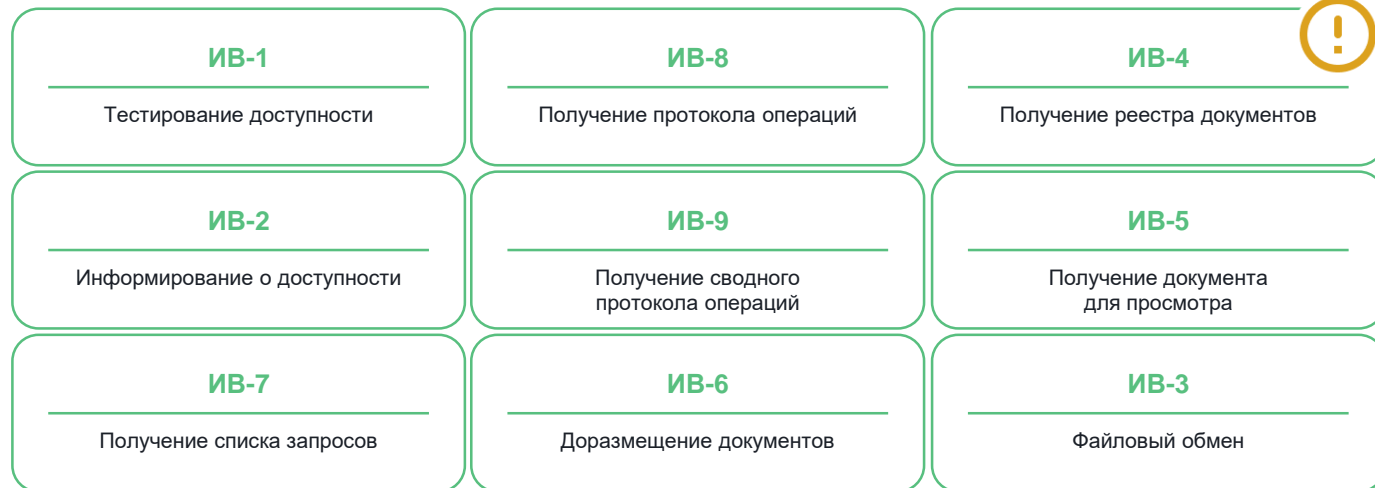 ИВ-1
Тестирование доступности
ИВ-8
Получение протокола операций
ИВ-4
Получение реестра документов
ИВ-2
Информирование о доступности
ИВ-9
Получение сводного
протокола операций
ИВ-5
Получение документа
для просмотра
ИВ-7
Получение списка запросов
ИВ-6
Доразмещение документов
ИВ-3
Файловый обмен